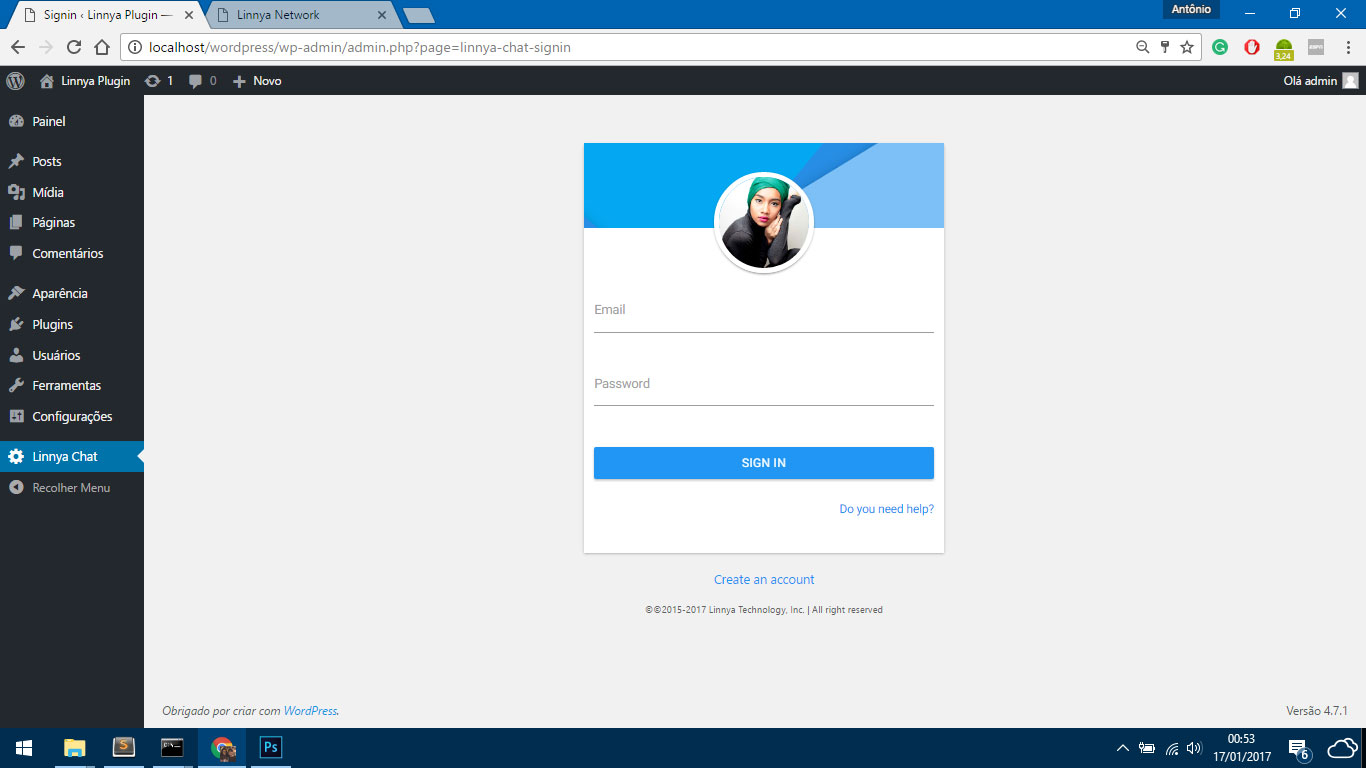 Signin ‹ Linnya Plugin —
Linnya Network
Antônio
localhost/wordpress/wp-admin/admin.php?page=linnya-chat-signin
3,24
Linnya Plugin
1
0
Novo
Olá admin
Painel
Posts
Mídia
Páginas
Comentários
Aparência
Plugins
Usuários
Ferramentas
Configurações
Linnya Chat
Recolher Menu
Email
Password
SIGN IN
Do you need help?
Create an account
©©2015-2017 Linnya Technology, Inc. | All right reserved
Obrigado por criar com WordPress.
Versão 4.7.1
Ps
00:53
17/01/2017
6